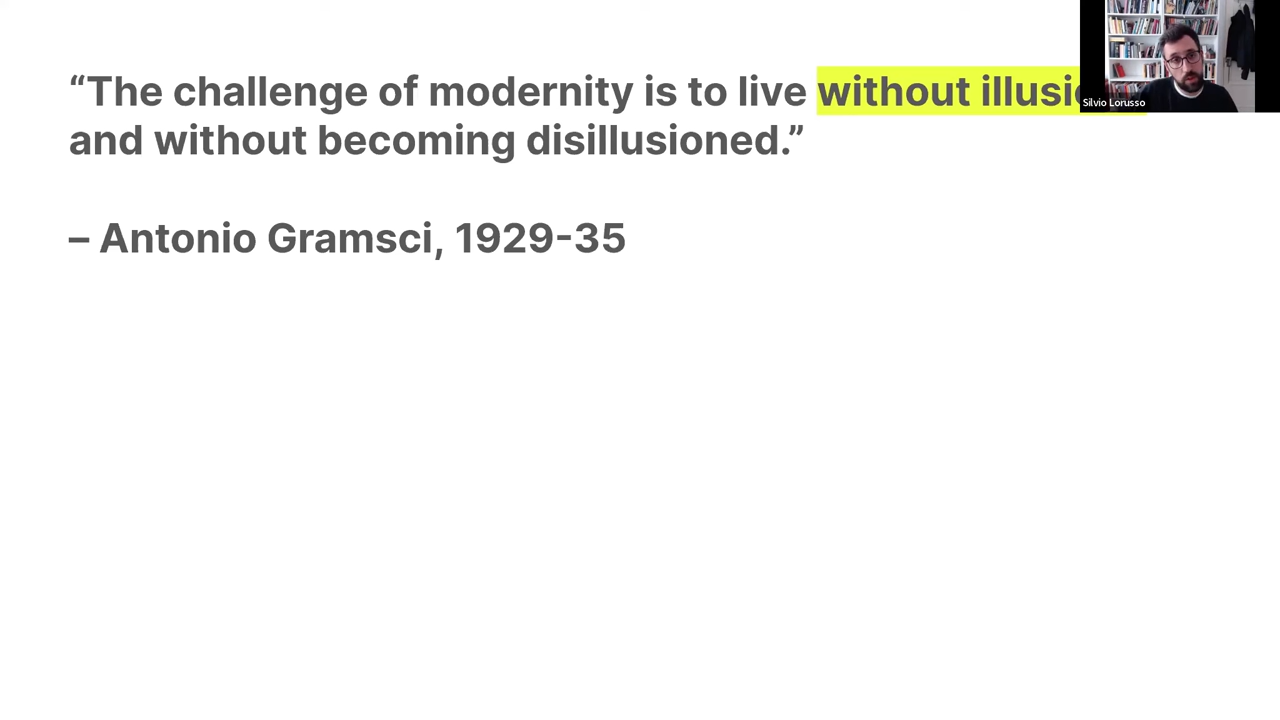 “The challenge of modernity is to live without
and without becoming disillusioned.”
– Antonio Gramsci, 1929-35
Silvio Lorusso